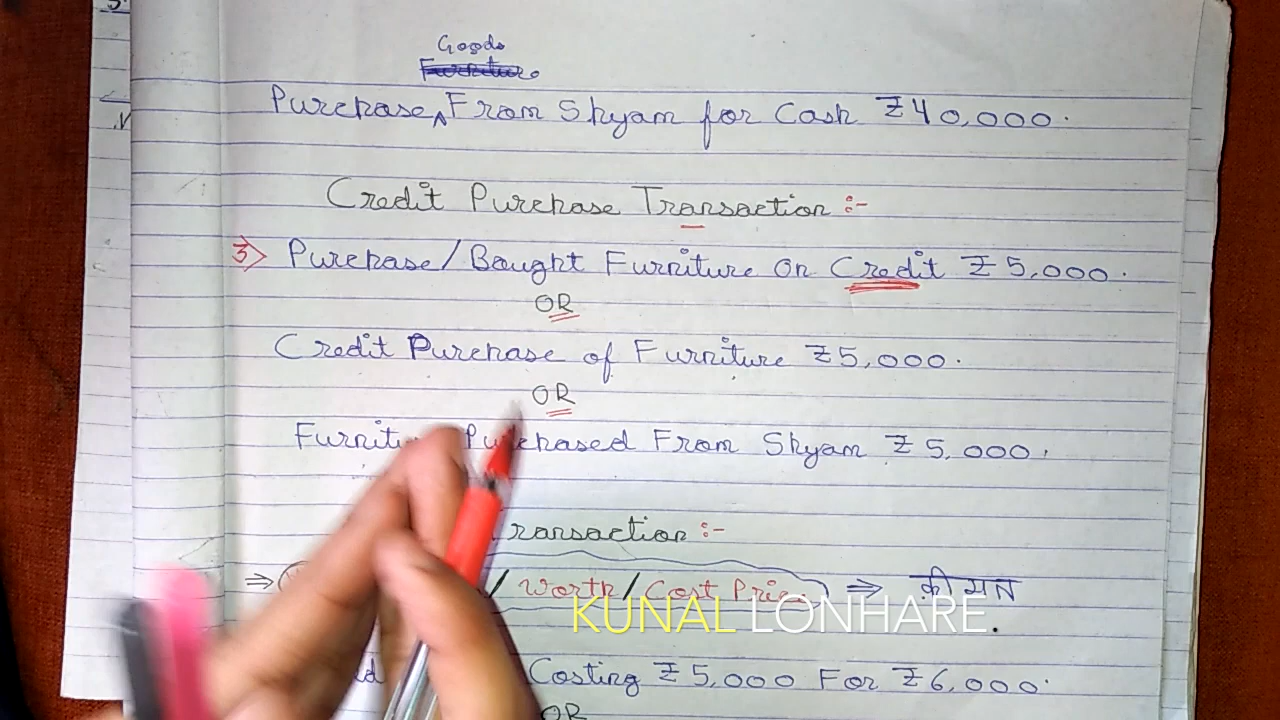 Goods
Furniture
Purchase ^ From Shyam for Cash ₹40,000.
Credit Purchase Transaction :-
3> Purchase/Bought Furniture On Credit ₹5,000.
OR
Credit Purchase of Furniture ₹5,000.
OR
Purchased From Shyam ₹5,000.
ransaction :-
⇒ / Worth/Cost Price ⇒ कीमत
KUNAL LONHARE.
Costing ₹5,000 For ₹6,000.
OR